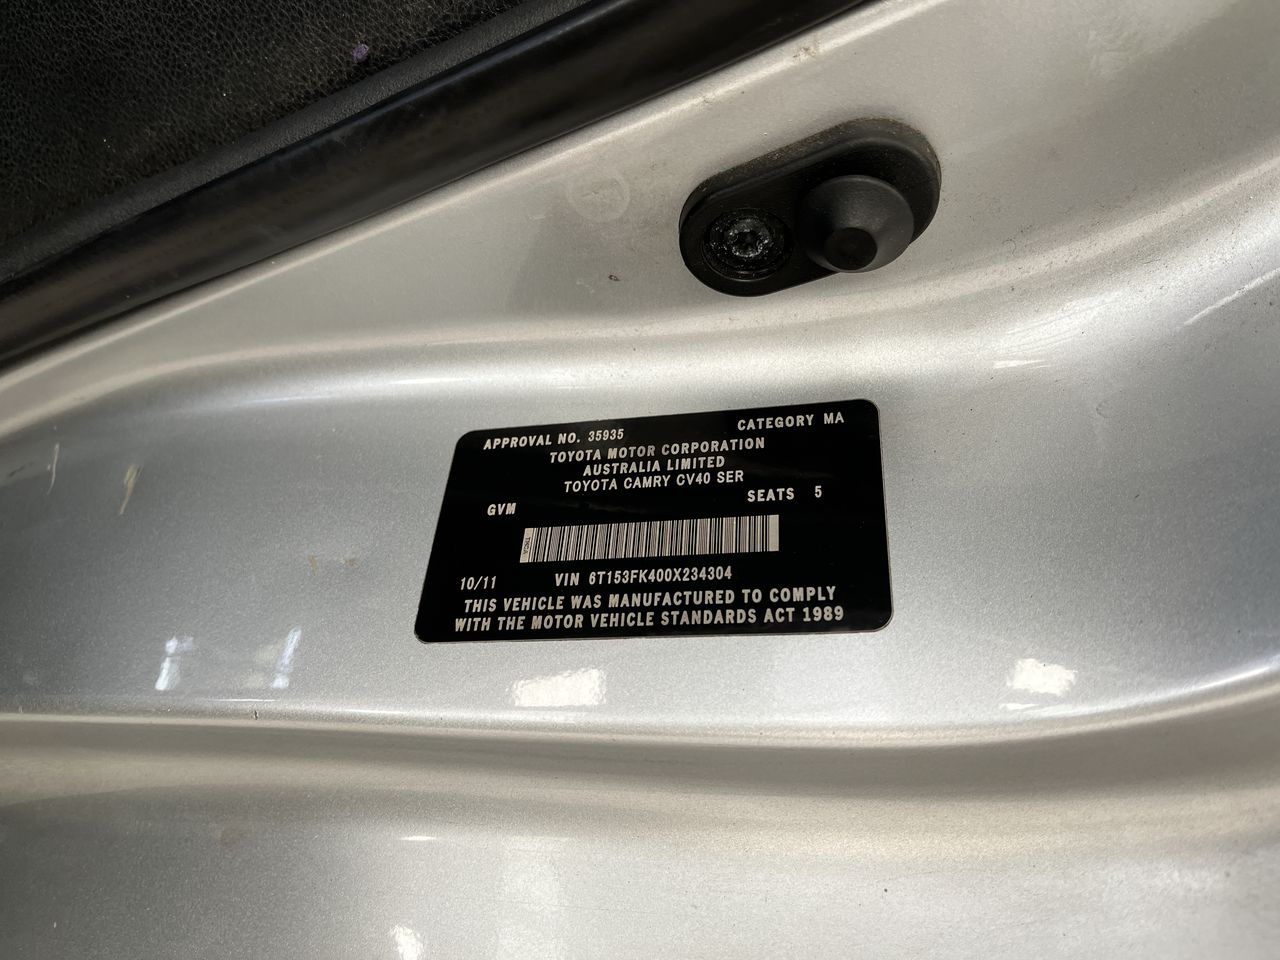 APPROVAL NO. 35935 CATEGORY MA
TOYOTA MOTOR CORPORATION
AUSTRALIA LIMITED
TOYOTA CAMRY CV40 SER
GVM SEATS 5
10/11 VIN 6T153FK400X234304
THIS VEHICLE WAS MANUFACTURED TO COMPLY
WITH THE MOTOR VEHICLE STANDARDS ACT 1989